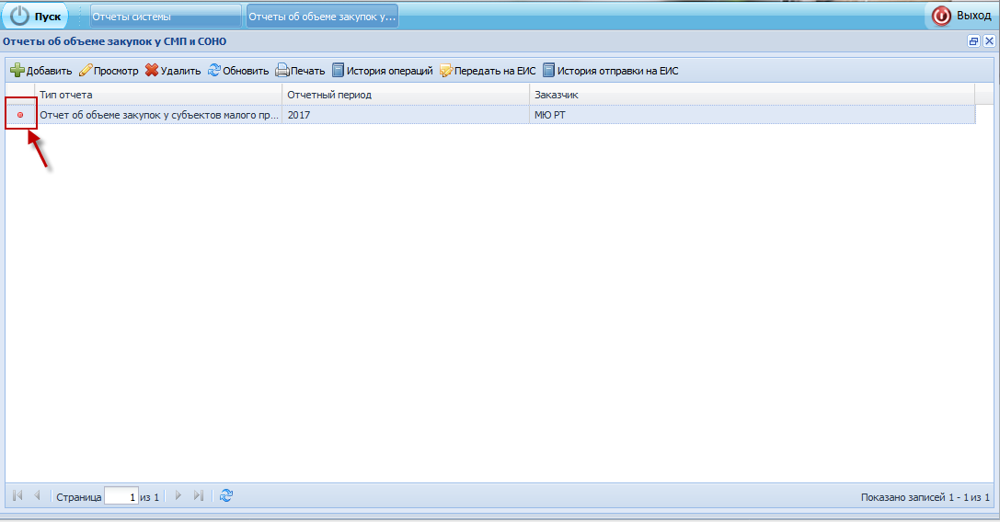 Пуск Отчеты системы Отчеты об объеме закупок у... Выход
Отчеты об объеме закупок у СМП и СОНО
Добавить Просмотр Удалить Обновить Печать История операций Передать на ЕИС История отправки на ЕИС
Тип отчета Отчетный период Заказчик
Отчет об объеме закупок у субъектов малого пр... 2017 МЮ РТ
Страница 1 из 1 Показано записей 1 - 1 из 1